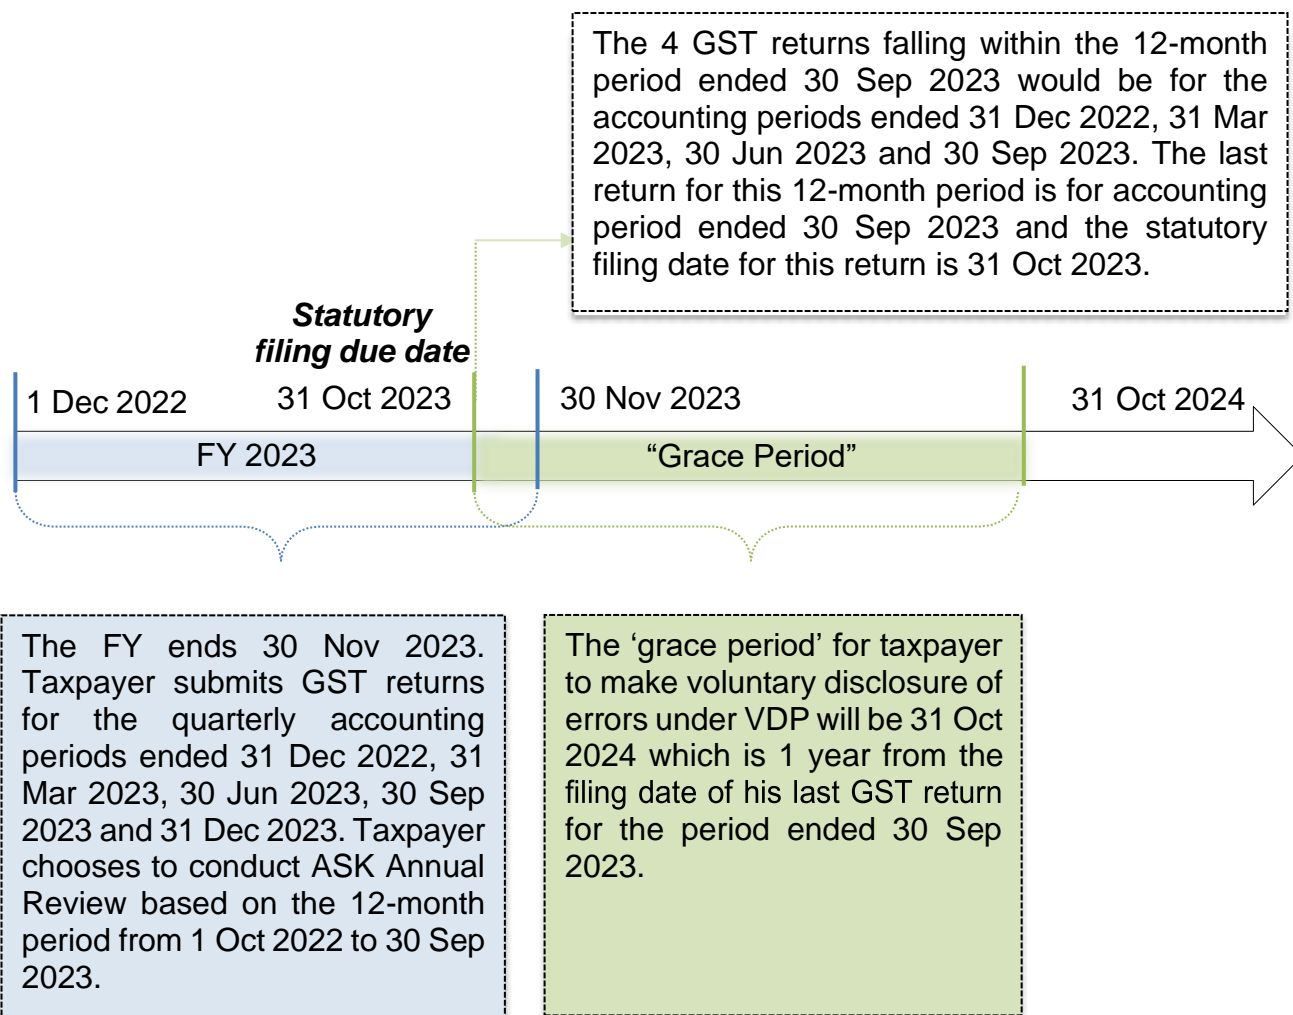 The 4 GST returns falling within the 12-month
period ended 30 Sep 2023 would be for the
accounting periods ended 31 Dec 2022, 31 Mar
2023, 30 Jun 2023 and 30 Sep 2023. The last
return for this 12-month period is for accounting
period ended 30 Sep 2023 and the statutory
filing date for this return is 31 Oct 2023.
Statutory
filing due date
1 Dec 2022
31 Oct 2023
30 Nov 2023
31 Oct 2024
FY 2023
“Grace Period”
The FY ends 30 Nov 2023.
Taxpayer submits GST returns
for the quarterly accounting
periods ended 31 Dec 2022, 31
Mar 2023, 30 Jun 2023, 30 Sep
2023 and 31 Dec 2023. Taxpayer
chooses to conduct ASK Annual
Review based on the 12-month
period from 1 Oct 2022 to 30 Sep
2023.
The ‘grace period’ for taxpayer
to make voluntary disclosure of
errors under VDP will be 31 Oct
2024 which is 1 year from the
filing date of his last GST return
for the period ended 30 Sep
2023.